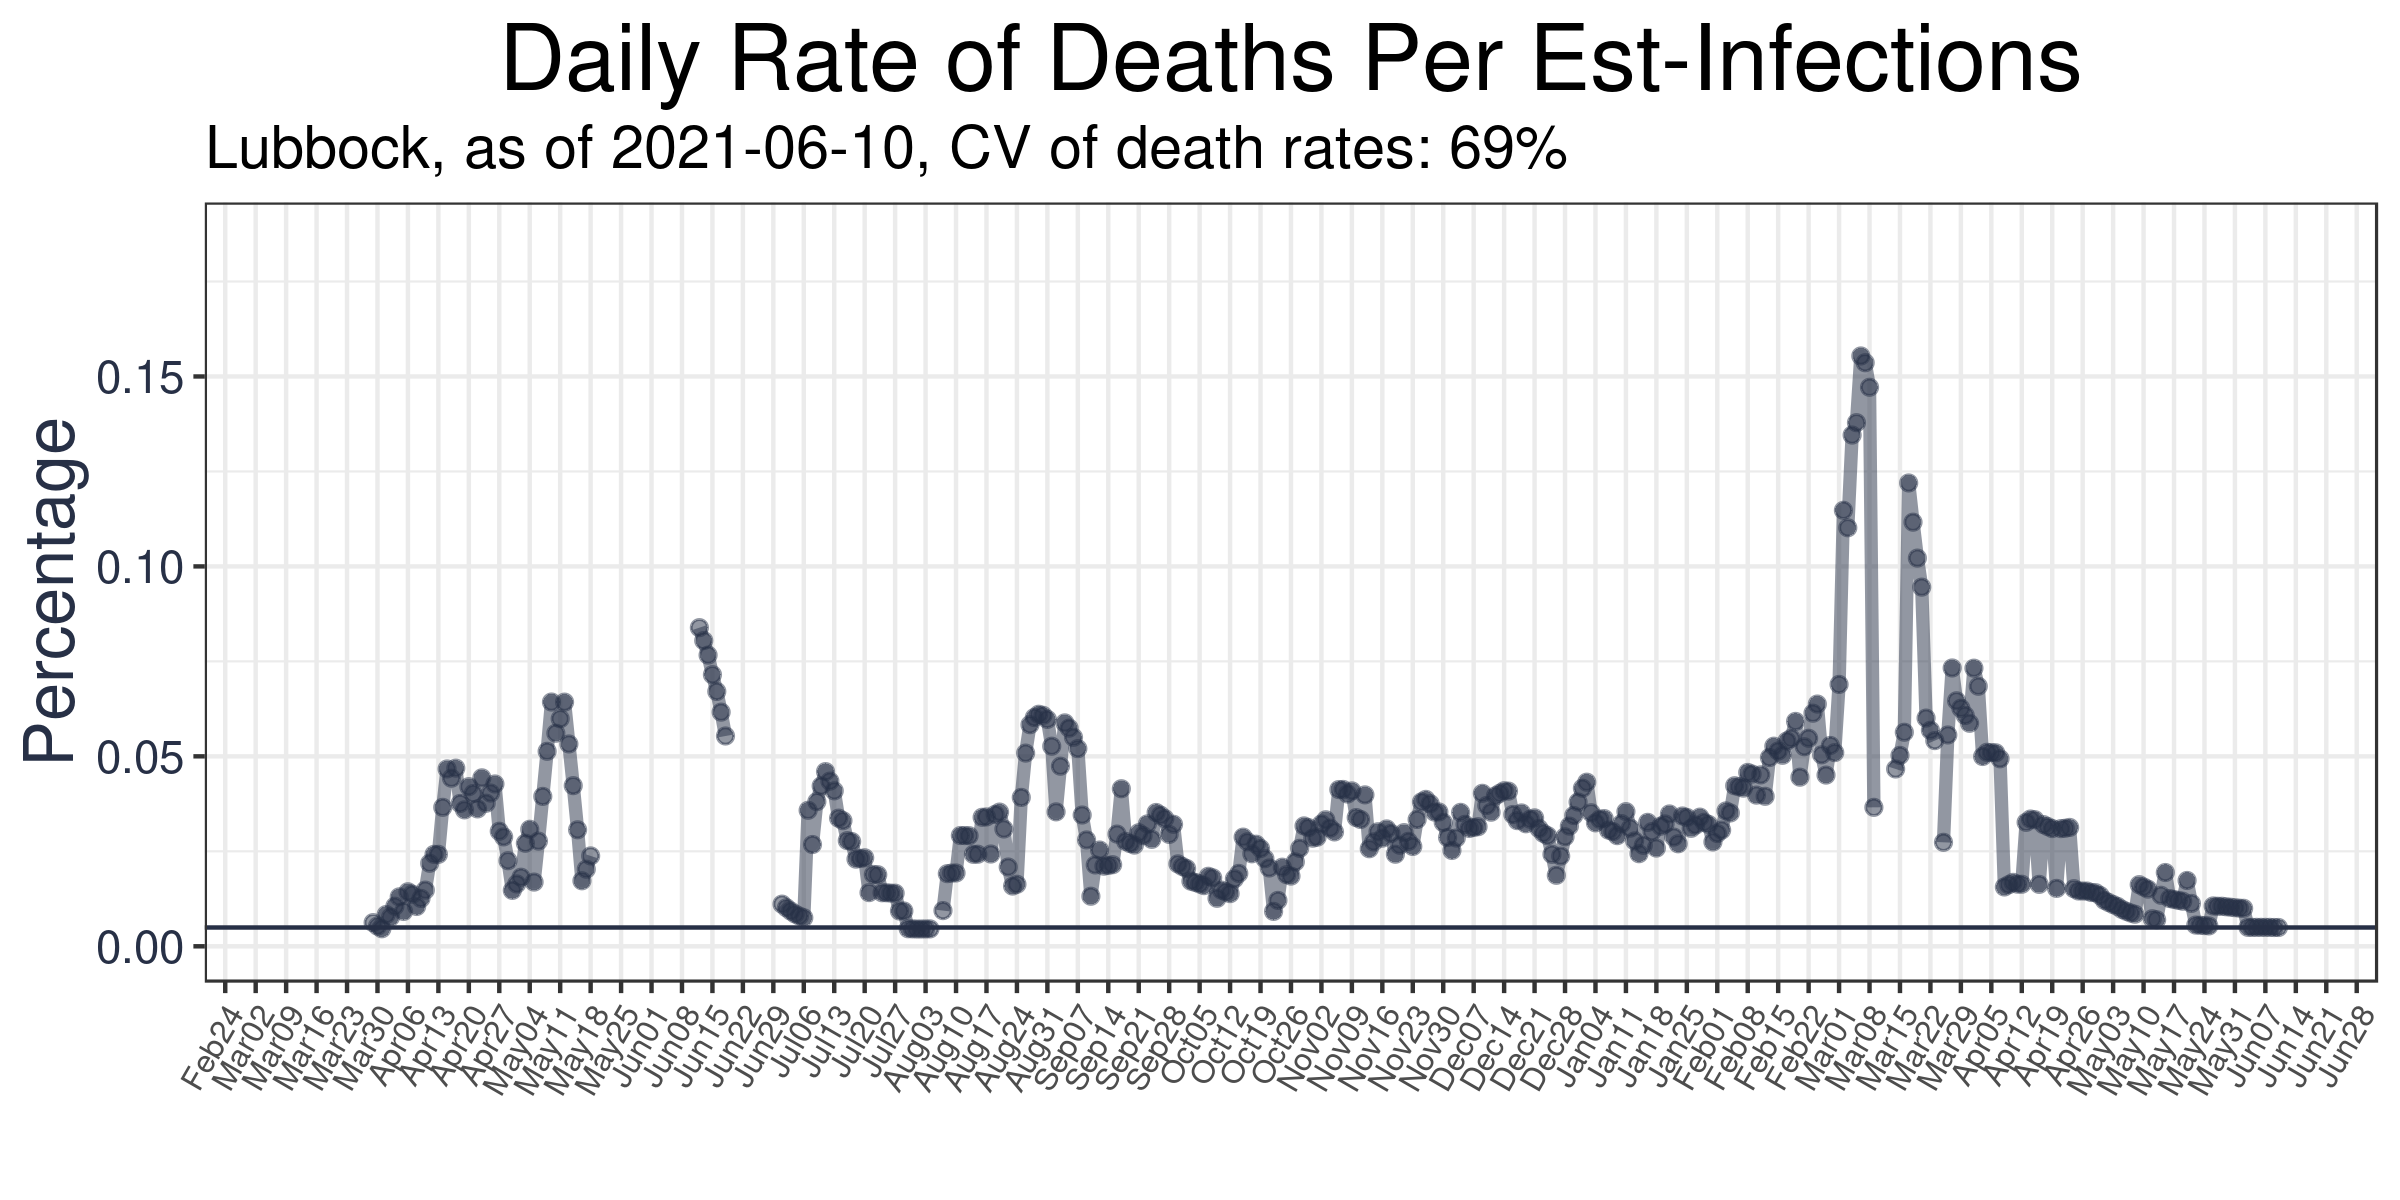 Daily Rate of Deaths Per Est-Infections
Lubbock, as of 2021-06-10, CV of death rates: 69%
Percentage
0.15
0.10
0.05
0.00
Feb24 Mar02 Mar09 Mar16 Mar23 Mar30 Apr06 Apr13 Apr20 Apr27 May04 May11 May18 May25 Jun01 Jun08 Jun15 Jun22 Jun29 Jul06 Jul13 Jul20 Jul27 Aug03 Aug10 Aug17 Aug24 Aug31 Sep07 Sep14 Sep21 Sep28 Oct05 Oct12 Oct19 Oct26 Nov02 Nov09 Nov16 Nov23 Nov30 Dec07 Dec14 Dec21 Dec28 Jan04 Jan11 Jan18 Jan25 Feb01 Feb08 Feb15 Feb22 Mar01 Mar08 Mar15 Mar22 Mar29 Apr05 Apr12 Apr19 Apr26 May03 May10 May17 May24 May31 Jun07 Jun14 Jun21 Jun28